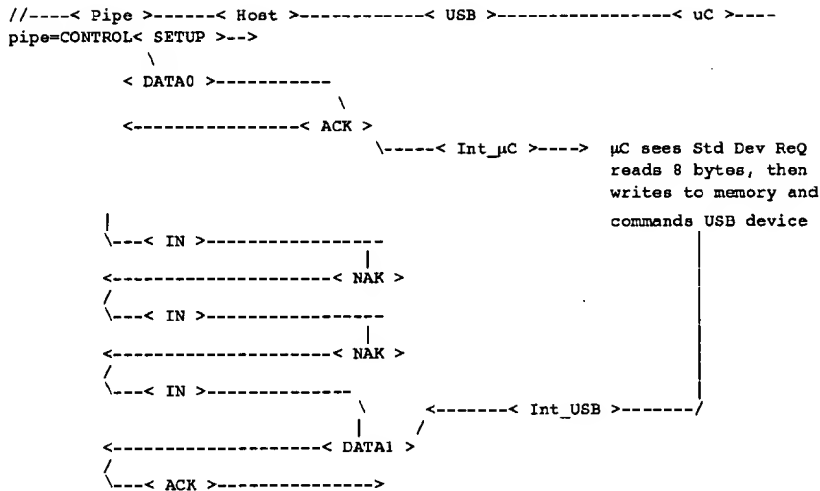 //----< Pipe >------< Host >---------------< USB >---------------< uC >----
pipe=CONTROL< SETUP >-->
\
< DATA0 >------------
\
<------------------< ACK >
\-----< Int_μC >----> μC sees Std Dev ReQ
reads 8 bytes, then
writes to memory and
| commands USB device
\---< IN >------------------ |
|
<-----------------------< NAK >
/
\---< IN >------------------
|
<-----------------------< NAK >
/
\---< IN >---------------
\ <-------< Int_USB >-------/
| /
<----------------------< DATA1 >
/
\---< ACK >--------------->